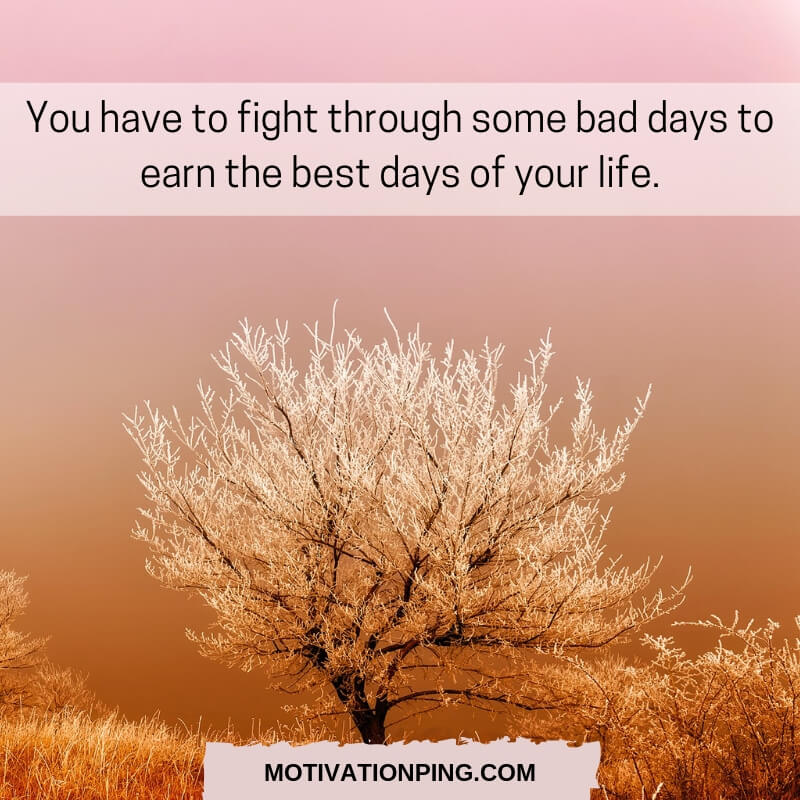 You have to fight through some bad days to
earn the best days of your life.
MOTIVATIONPING.COM